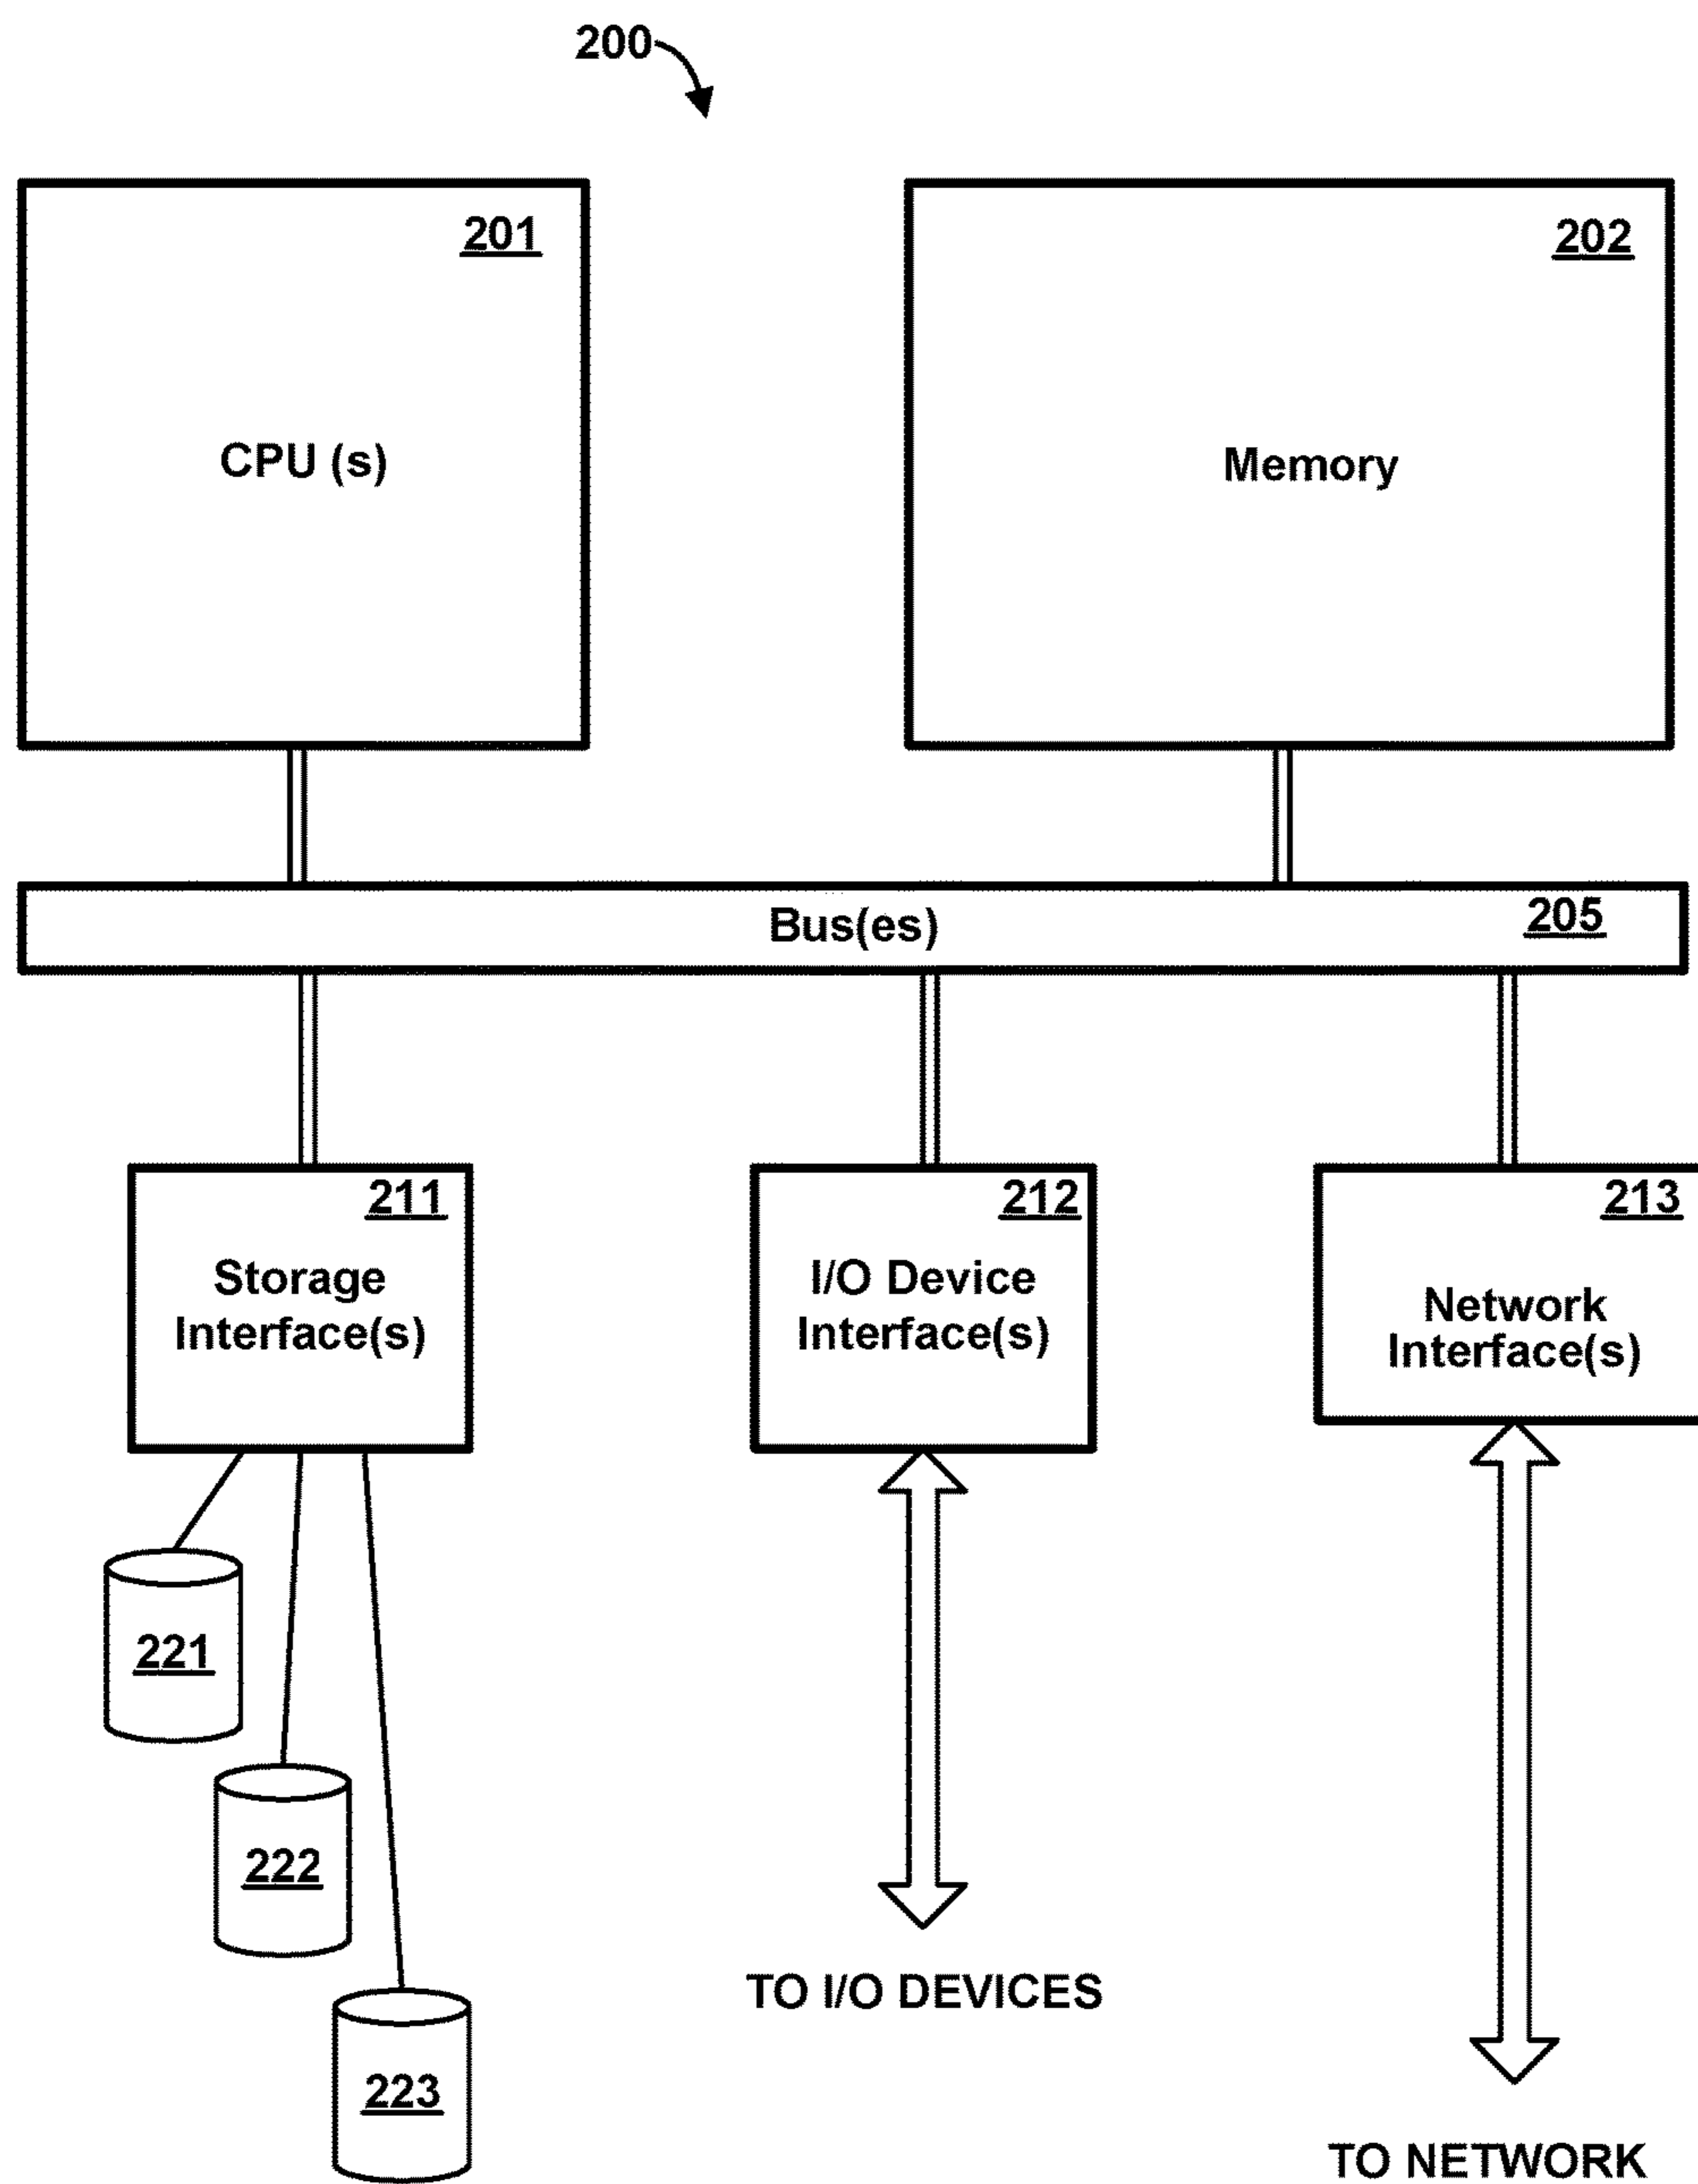 200
201
202
CPU (s)
Memory
Bus(es)
205
211
212
213
Storage
Interface(s)
I/O Device
Interface(s)
Network
Interface(s)
221
222
223
TO I/O DEVICES
TO NETWORK